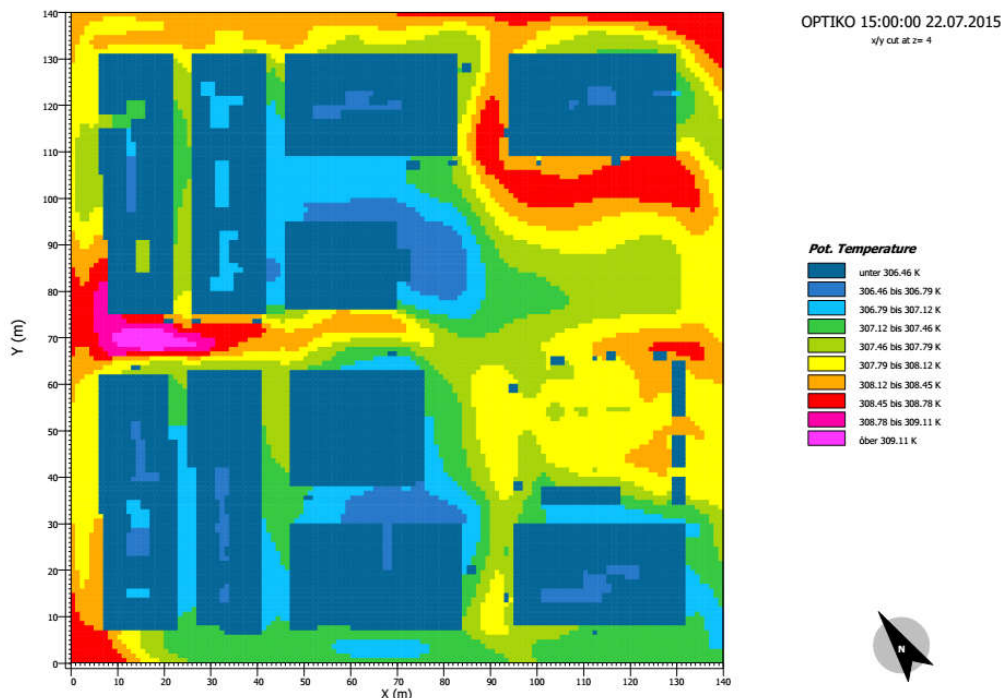 OPTIKO 15:00:00 22.07.2015
x/y cut at z= 4
140
130
120
110
100
90
80
70
60
50
40
30
20
10
0
Y (m)
0 10 20 30 40 50 60 70 80 90 100 110 120 130 140
X (m)
Pot. Temperature
unter 306.46 K
306.46 bis 306.79 K
306.79 bis 307.12 K
307.12 bis 307.46 K
307.46 bis 307.79 K
307.79 bis 308.12 K
308.12 bis 308.45 K
308.45 bis 308.78 K
308.78 bis 309.11 K
óber 309.11 K
N